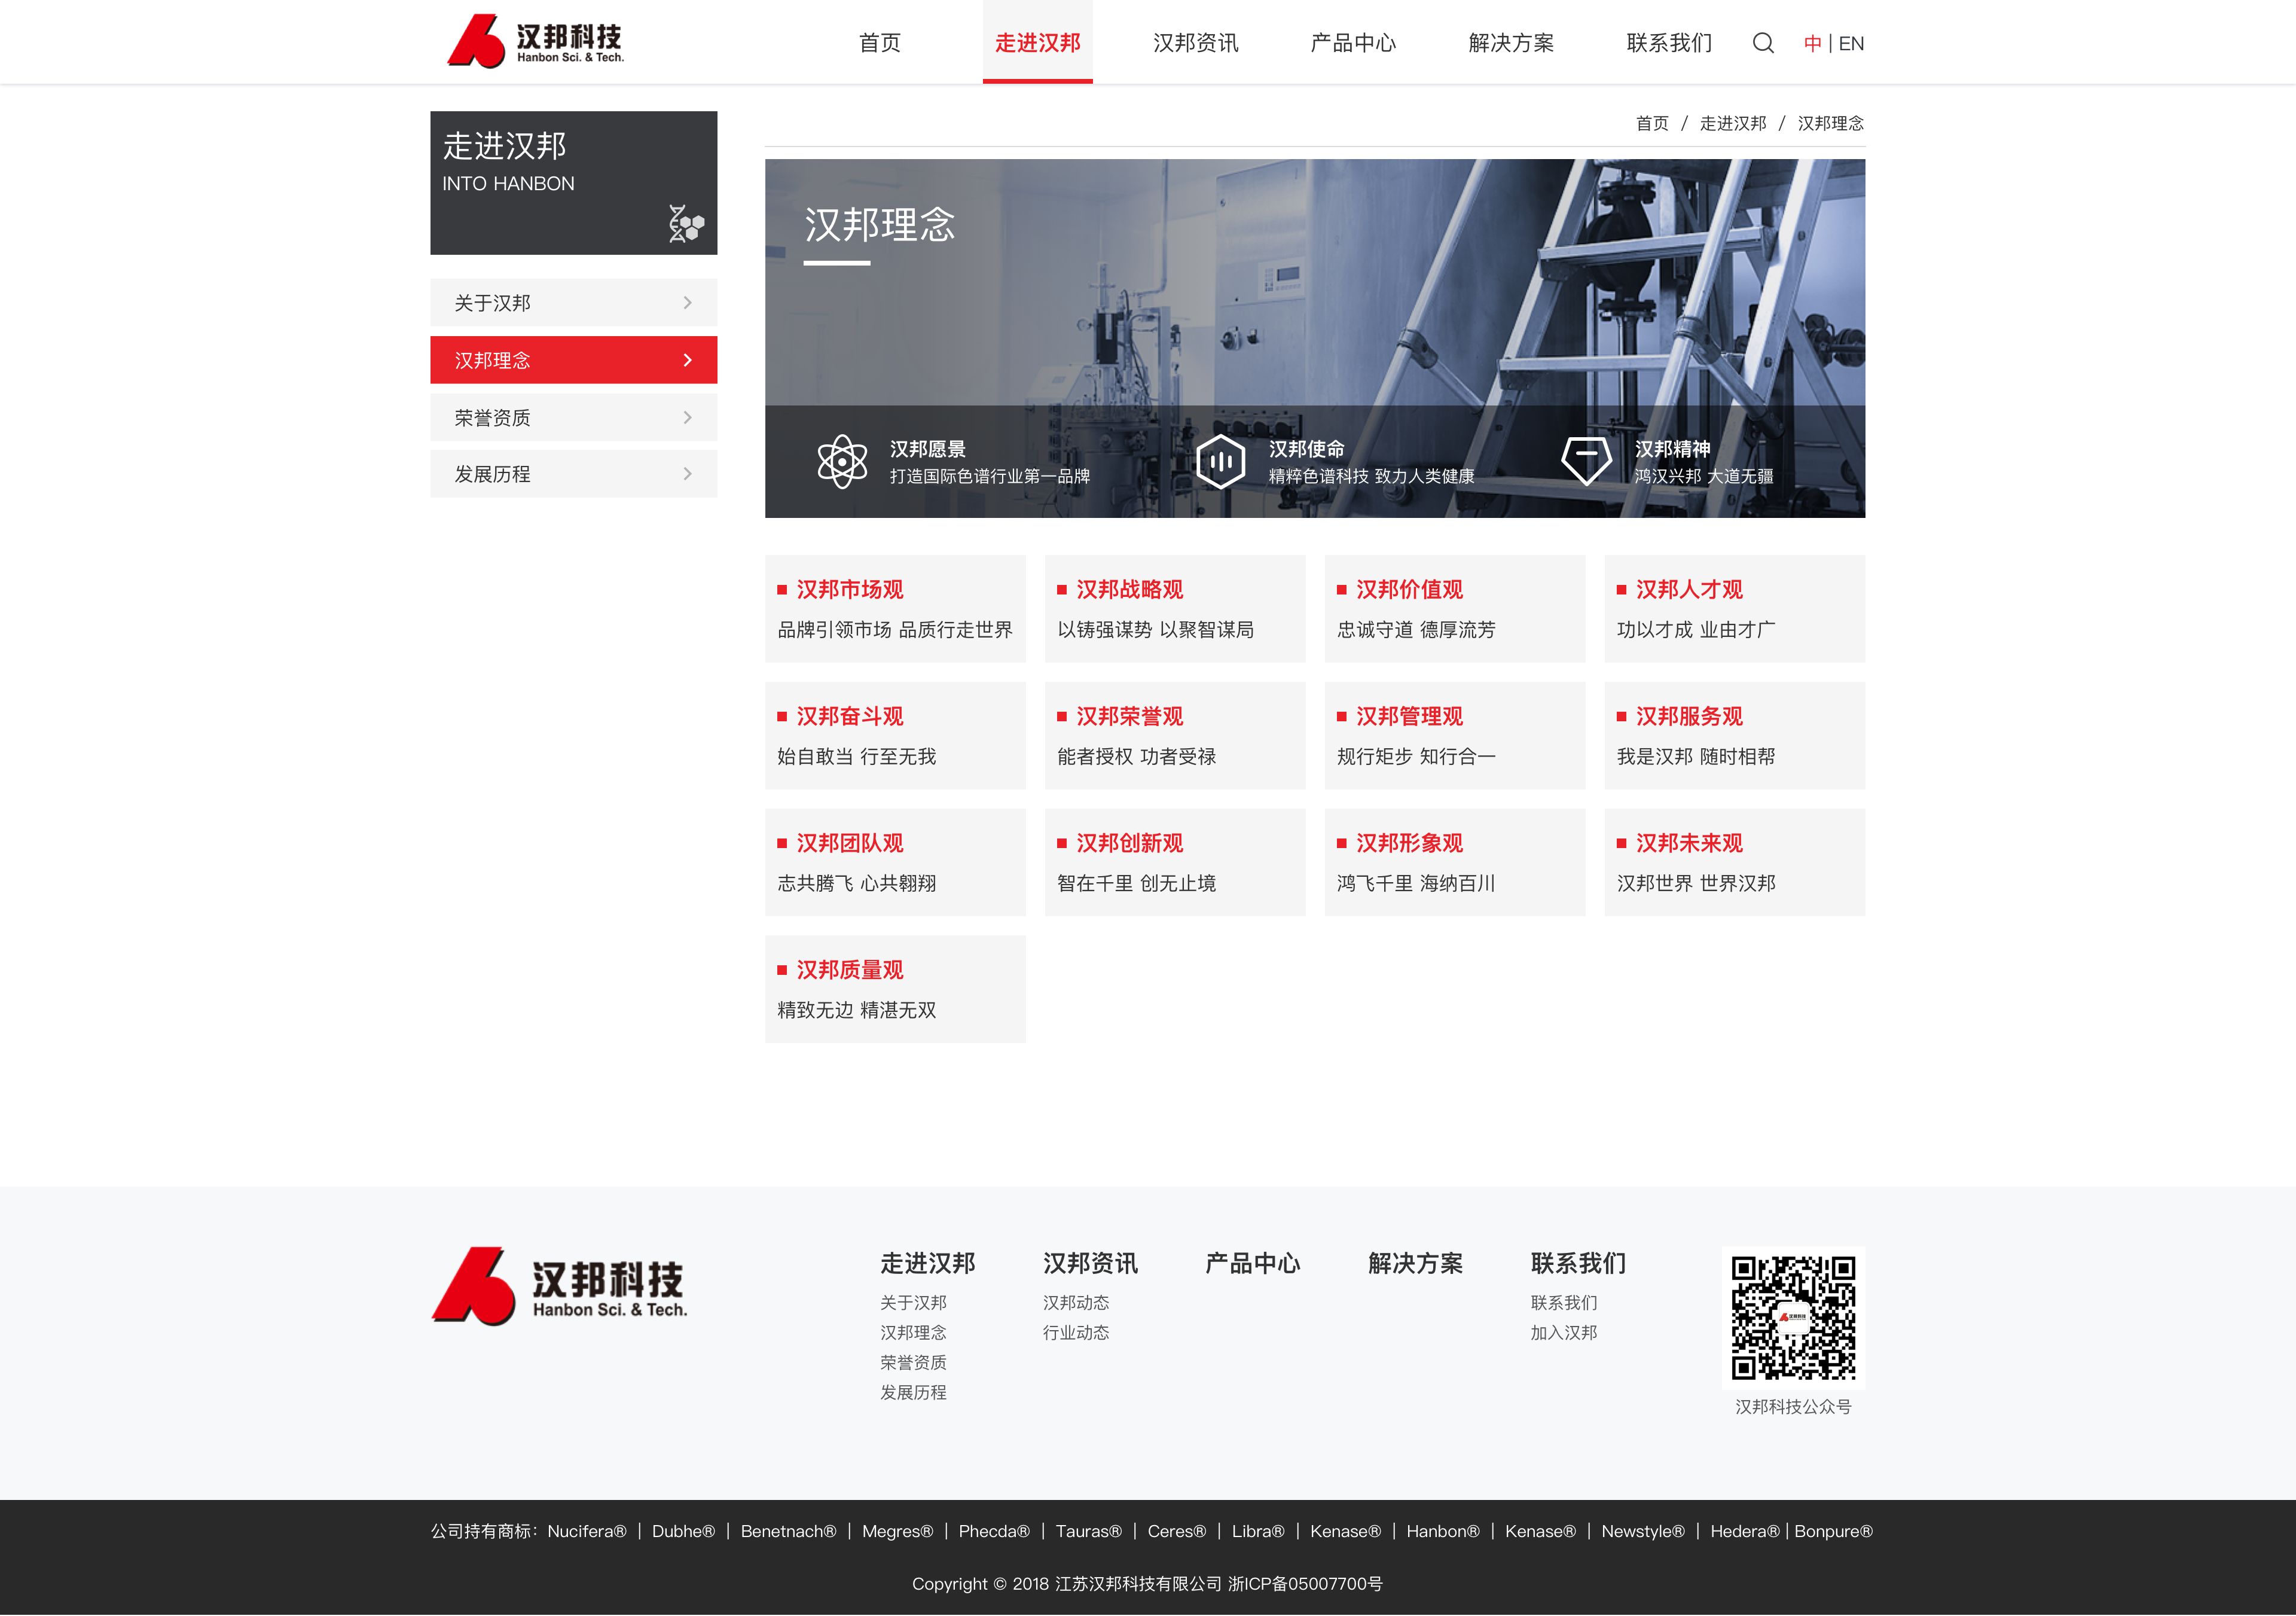 汉邦科技
Hanbon Sci. & Tech.
首页 走进汉邦 汉邦资讯 产品中心 解决方案 联系我们 中 | EN
走进汉邦
INTO HANBON
关于汉邦
汉邦理念
荣誉资质
发展历程
首页 / 走进汉邦 / 汉邦理念
汉邦理念
汉邦愿景
打造国际色谱行业第一品牌
汉邦使命
精粹色谱科技 致力人类健康
汉邦精神
鸿汉兴邦 大道无疆
汉邦市场观
品牌引领市场 品质行走世界
汉邦战略观
以铸强谋势 以聚智谋局
汉邦价值观
忠诚守道 德厚流芳
汉邦人才观
功以才成 业由才广
汉邦奋斗观
始自敢当 行至无我
汉邦荣誉观
能者授权 功者受禄
汉邦管理观
规行矩步 知行合一
汉邦服务观
我是汉邦 随时相帮
汉邦团队观
志共腾飞 心共翱翔
汉邦创新观
智在千里 创无止境
汉邦形象观
鸿飞千里 海纳百川
汉邦未来观
汉邦世界 世界汉邦
汉邦质量观
精致无边 精湛无双
汉邦科技
Hanbon Sci. & Tech.
走进汉邦
关于汉邦
汉邦理念
荣誉资质
发展历程
汉邦资讯
汉邦动态
行业动态
产品中心
解决方案
联系我们
联系我们
加入汉邦
汉邦科技
汉邦科技公众号
公司持有商标：Nucifera® | Dubhe® | Benetnach® | Megres® | Phecda® | Tauras® | Ceres® | Libra® | Kenase® | Hanbon® | Kenase® | Newstyle® | Hedera® | Bonpure®
Copyright © 2018 江苏汉邦科技有限公司 浙ICP备05007700号